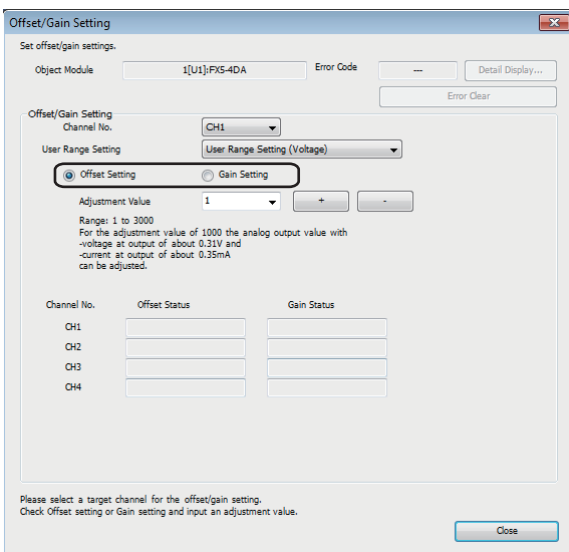 Offset/Gain Setting
Set offset/gain settings.
Object Module 1[U1]:FX5-4DA Error Code --- Detail Display...
Error Clear
Offset/Gain Setting
Channel No. CH1
User Range Setting User Range Setting (Voltage)
Offset Setting Gain Setting
Adjustment Value 1 + -
Range: 1 to 3000
For the adjustment value of 1000 the analog output value with
-voltage at output of about 0.31V and
-current at output of about 0.35mA
can be adjusted.
Channel No. Offset Status Gain Status
CH1
CH2
CH3
CH4
Please select a target channel for the offset/gain setting.
Check Offset setting or Gain setting and input an adjustment value.
Close